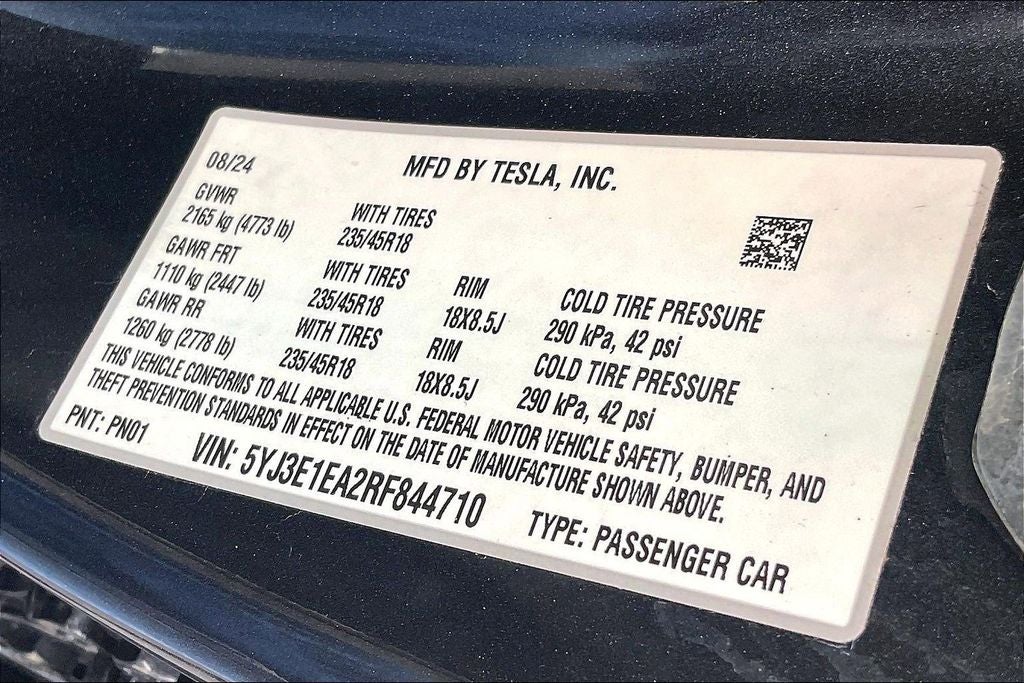 08/24 MFD BY TESLA, INC.
GVWR
2165 kg (4773 lb) WITH TIRES
235/45R18
GAWR FRT
1110 kg (2447 lb) WITH TIRES RIM COLD TIRE PRESSURE
235/45R18 18X8.5J 290 kPa, 42 psi
GAWR RR
1260 kg (2778 lb) WITH TIRES RIM COLD TIRE PRESSURE
235/45R18 18X8.5J 290 kPa, 42 psi
THIS VEHICLE CONFORMS TO ALL APPLICABLE U.S. FEDERAL MOTOR VEHICLE SAFETY, BUMPER, AND
THEFT PREVENTION STANDARDS IN EFFECT ON THE DATE OF MANUFACTURE SHOWN ABOVE.
PNT: PN01 VIN: 5YJ3E1EA2RF844710 TYPE: PASSENGER CAR